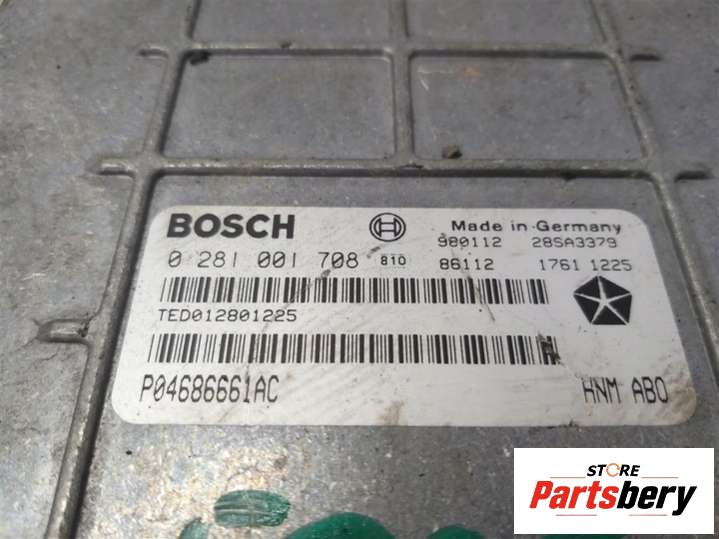 BOSCH
Made in Germany
980112 28SA3379
0 281 001 708 810
86112 1761 1225
TED012801225
P04686661AC
HNM ABO
STORE
Partsbery